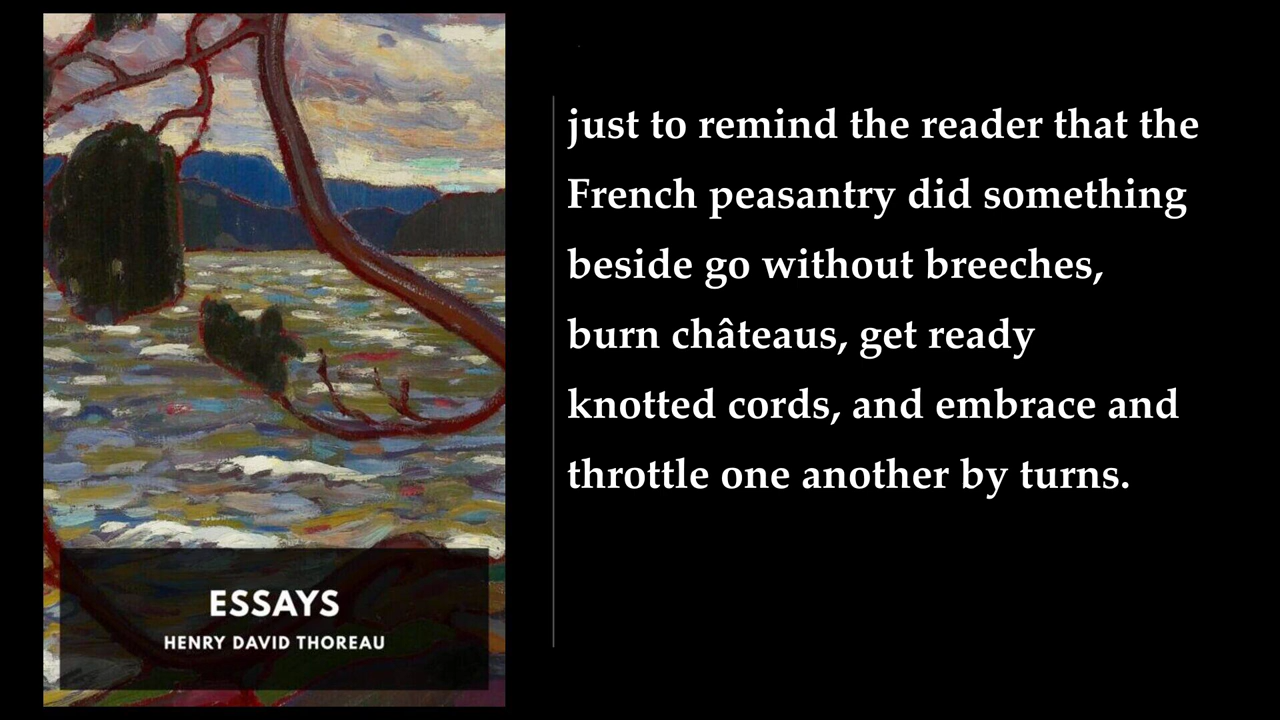 ESSAYS
HENRY DAVID THOREAU
just to remind the reader that the
French peasantry did something
beside go without breeches,
burn châteaus, get ready
knotted cords, and embrace and
throttle one another by turns.